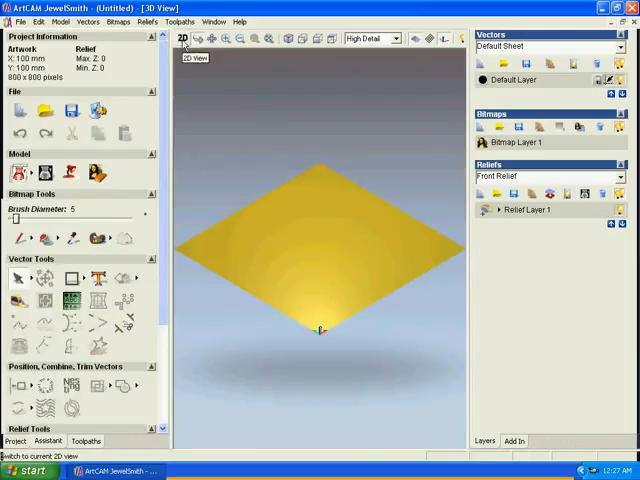 ArtCAM JewelSmith - (Untitled) - [3D View]
File Edit Model Vectors Bitmaps Reliefs Toolpaths Window Help
Project Information
Artwork Relief
X: 100 mm Max Z: 0
Y: 100 mm Min Z: 0
800 x 800 pixels
File
Model
Bitmap Tools
Brush Diameter: 5
Vector Tools
Position, Combine, Trim Vectors
Relief Tools
Project Assistant Toolpaths
2D
High Detail
2D View
Vectors
Default Sheet
Default Layer
Bitmaps
Bitmap Layer 1
Reliefs
Front Relief
Relief Layer 1
Layers Add In
Switch to current 2D view
start
ArtCAM JewelSmith - ...
12:27 AM